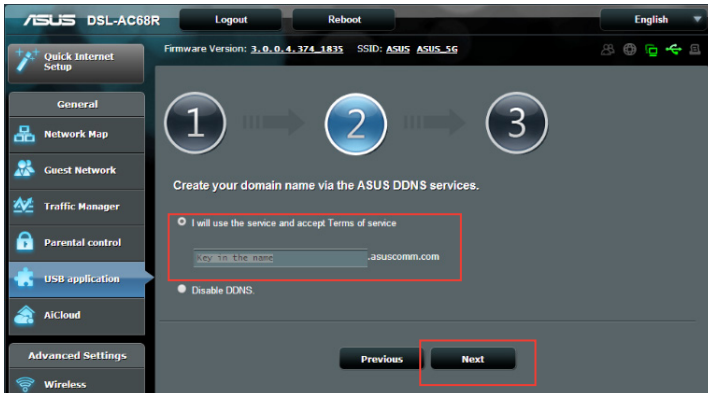 ASUS DSL-AC68R Logout Reboot English
Quick Internet Setup
Firmware Version: 3.0.0.4.374_1835 SSID: ASUS ASUS_5G
General
Network Map
Guest Network
Traffic Manager
Parental control
USB application
AiCloud
Advanced Settings
Wireless
1 2 3
Create your domain name via the ASUS DDNS services.
I will use the service and accept Terms of service
Key in the name .asuscomm.com
Disable DDNS.
Previous Next